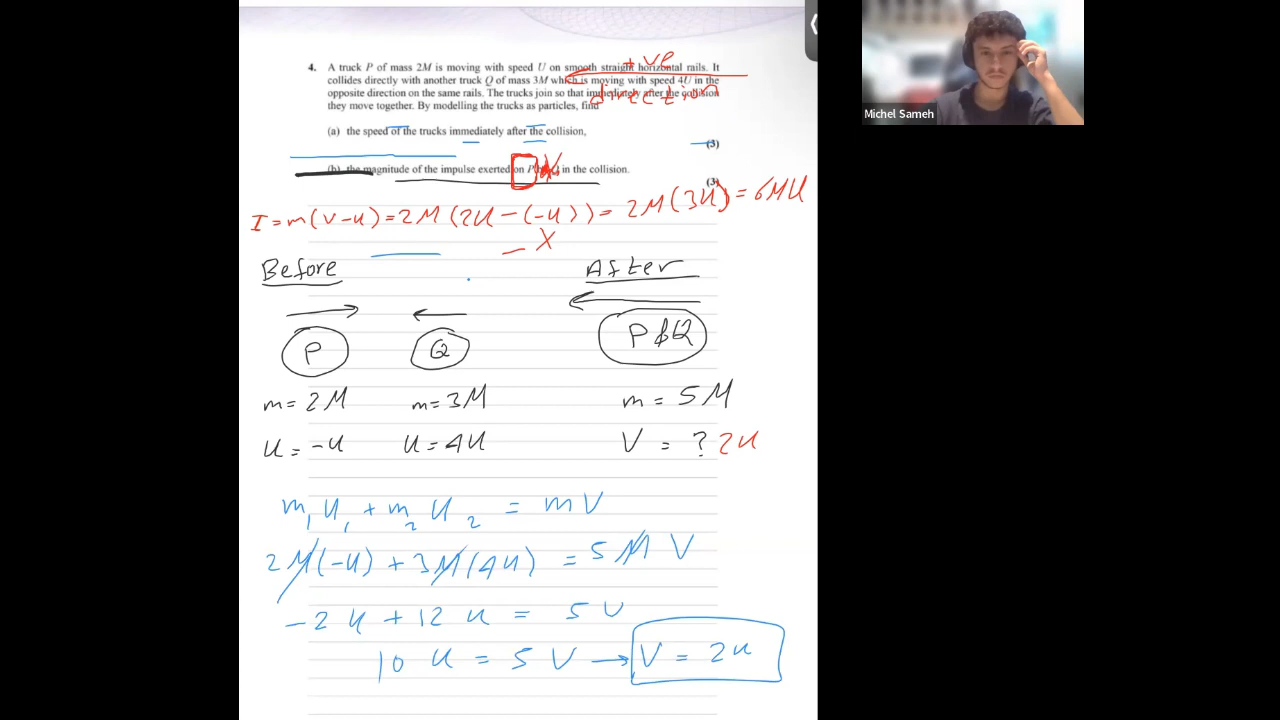 4. A truck P of mass 2M is moving with speed U on smooth straight horizontal rails. It
collides directly with another truck Q of mass 3M which is moving with speed 4U in the
opposite direction on the same rails. The trucks join so that immediately after the collision
they move together. By modelling the trucks as particles, find
+ve
direction
(a) the speed of the trucks immediately after the collision,
(3)
(b) the magnitude of the impulse exerted on P in the collision.
(3)
I = m(v-u) = 2M (2U - (-u)) = 2M(3U) = 6MU
- X
Before After
P Q P & Q
m = 2M m = 3M m = 5M
u = -u u = 4U V = ? 2u
m₁ u₁ + m₂ u₂ = mV
2M(-u) + 3M(4u) = 5M V
-2u + 12u = 5V
10u = 5V → V = 2u
Michel Sameh